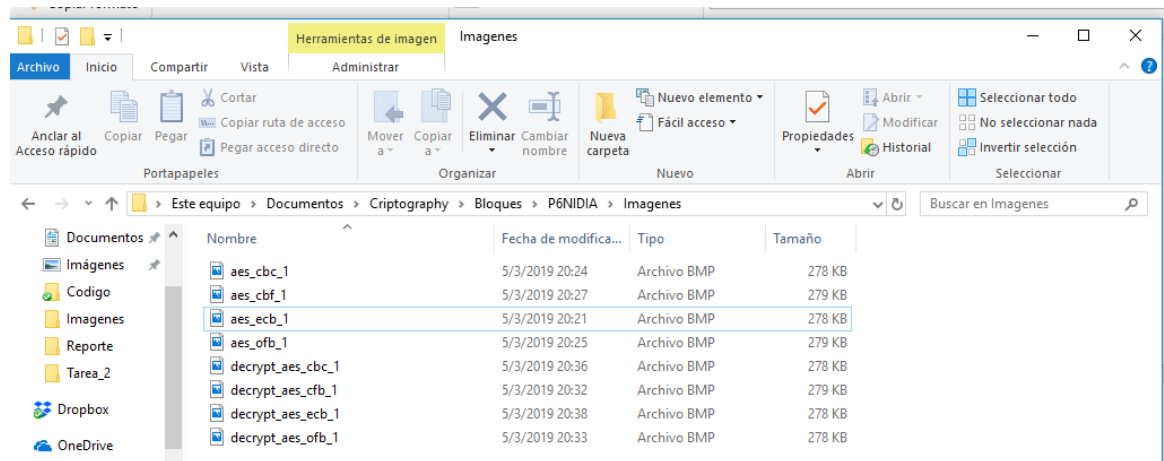 Herramientas de imagen Imagenes
Archivo Inicio Compartir Vista Administrar
Anclar al Acceso rápido
Copiar
Pegar
Cortar
Copiar ruta de acceso
Pegar acceso directo
Portapapeles
Mover a
Copiar a
Eliminar
Cambiar nombre
Organizar
Nueva carpeta
Nuevo elemento
Fácil acceso
Nuevo
Propiedades
Abrir
Modificar
Historial
Abrir
Seleccionar todo
No seleccionar nada
Invertir selección
Seleccionar
Este equipo > Documentos > Criptography > Bloques > P6NIDIA > Imagenes
Buscar en Imagenes
Documentos
Imágenes
Codigo
Imagenes
Reporte
Tarea_2
Dropbox
OneDrive
Nombre Fecha de modifica... Tipo Tamaño
aes_cbc_1 5/3/2019 20:24 Archivo BMP 278 KB
aes_cbf_1 5/3/2019 20:27 Archivo BMP 279 KB
aes_ecb_1 5/3/2019 20:21 Archivo BMP 278 KB
aes_ofb_1 5/3/2019 20:25 Archivo BMP 279 KB
decrypt_aes_cbc_1 5/3/2019 20:36 Archivo BMP 278 KB
decrypt_aes_cfb_1 5/3/2019 20:32 Archivo BMP 279 KB
decrypt_aes_ecb_1 5/3/2019 20:38 Archivo BMP 278 KB
decrypt_aes_ofb_1 5/3/2019 20:33 Archivo BMP 278 KB